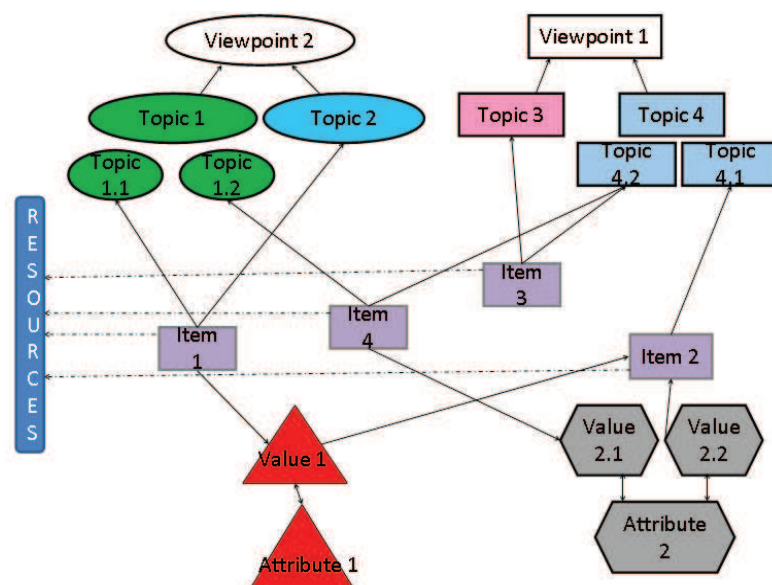 Viewpoint 2
Viewpoint 1
Topic 1
Topic 2
Topic 3
Topic 4
Topic
1.1
Topic
1.2
Topic
4.2
Topic
4.1
RESOURCES
Item
3
Item
4
Item
1
Item 2
Value 1
Value
2.1
Value
2.2
Attribute 1
Attribute
2